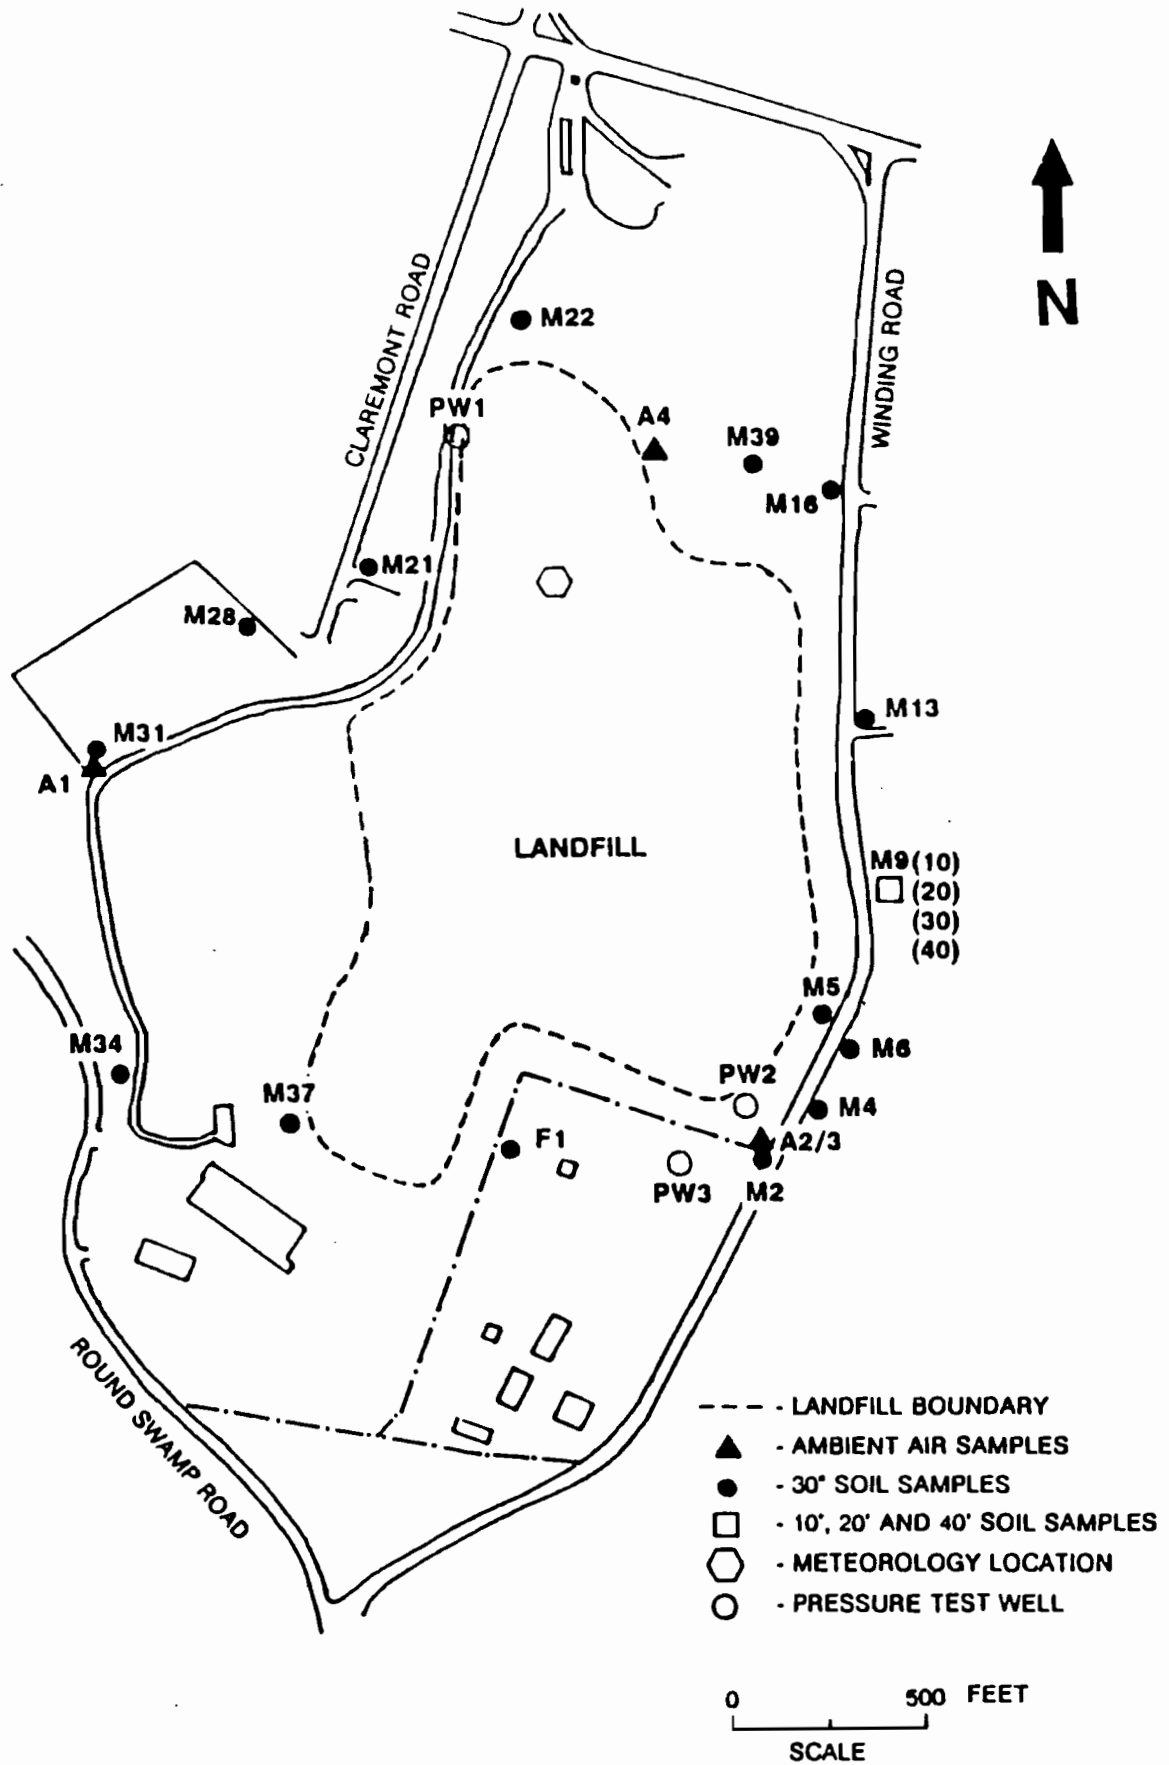 N
CLAREMONT ROAD
WINDING ROAD
M22
PW1
A4
M39
M16
M21
M28
M31
A1
M13
LANDFILL
M9(10)
(20)
(30)
(40)
M5
M6
M34
PW2
M37
M4
F1
A2/3
PW3
M2
ROUND SWAMP ROAD
- LANDFILL BOUNDARY
- AMBIENT AIR SAMPLES
- 30" SOIL SAMPLES
- 10', 20' AND 40' SOIL SAMPLES
- METEOROLOGY LOCATION
- PRESSURE TEST WELL
0 500 FEET
SCALE